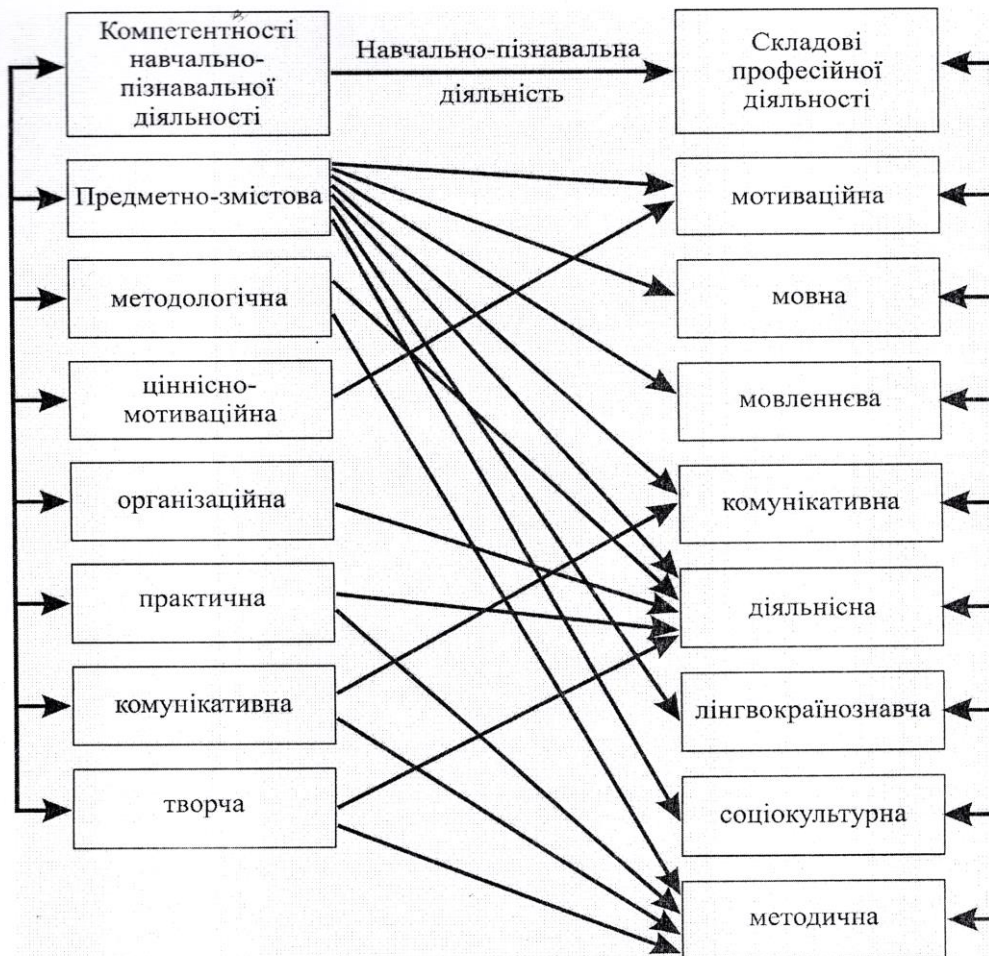 Компетентності
навчально-
пізнавальної
діяльності
Навчально-пізнавальна
діяльність
Складові
професійної
діяльності
Предметно-змістова
мотиваційна
методологічна
мовна
ціннісно-
мотиваційна
мовленнєва
організаційна
комунікативна
практична
діяльнісна
комунікативна
лінгвокраїнознавча
творча
соціокультурна
методична